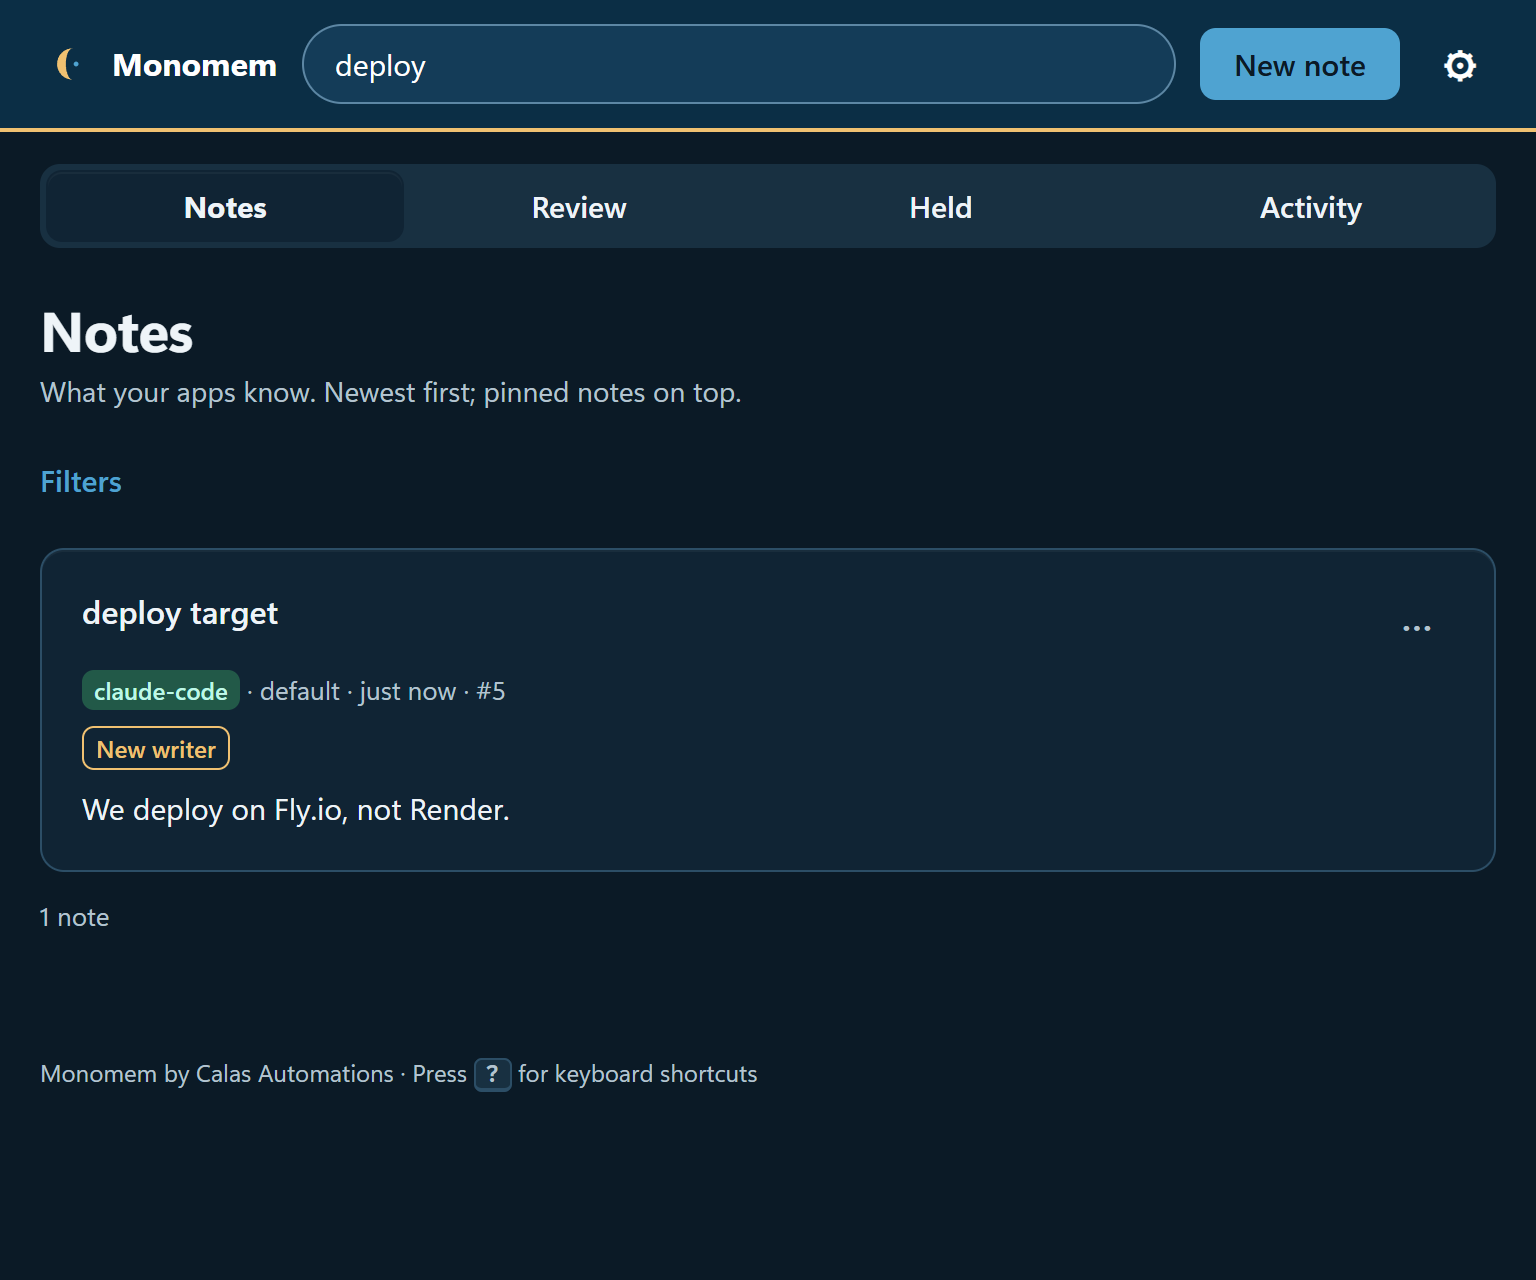 Monomem
deploy
New note
Notes
Review
Held
Activity
Notes
What your apps know. Newest first; pinned notes on top.
Filters
deploy target
...
claude-code · default · just now · #5
New writer
We deploy on Fly.io, not Render.
1 note
Monomem by Calas Automations · Press ? for keyboard shortcuts